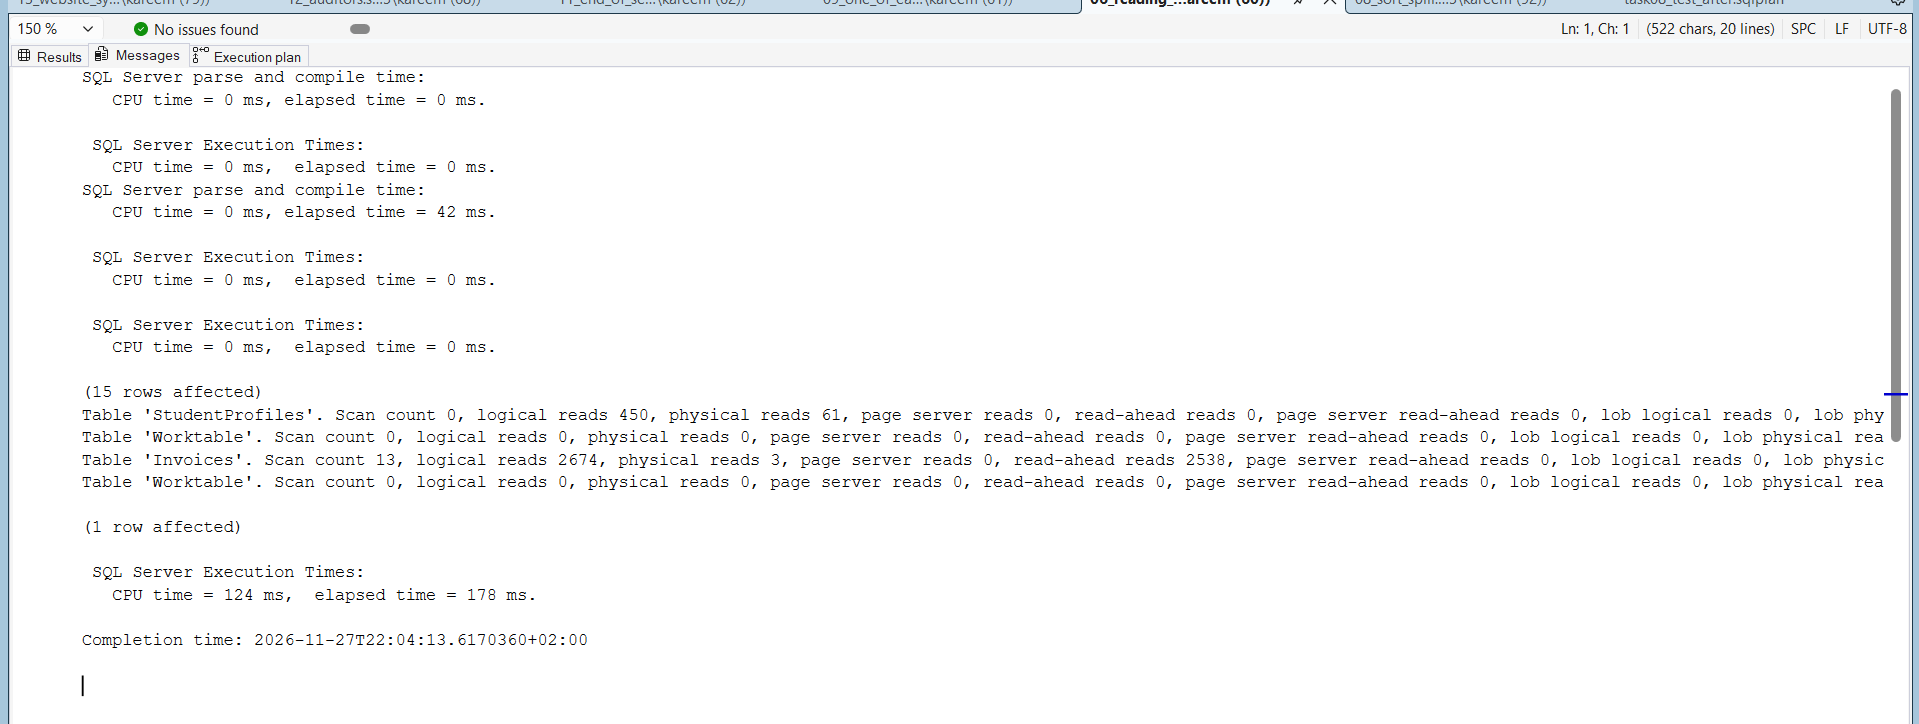 150 %
No issues found
Ln: 1, Ch: 1 (522 chars, 20 lines) SPC LF UTF-8
Results Messages Execution plan
SQL Server parse and compile time:
CPU time = 0 ms, elapsed time = 0 ms.
SQL Server Execution Times:
CPU time = 0 ms,  elapsed time = 0 ms.
SQL Server parse and compile time:
CPU time = 0 ms, elapsed time = 42 ms.
SQL Server Execution Times:
CPU time = 0 ms,  elapsed time = 0 ms.
SQL Server Execution Times:
CPU time = 0 ms,  elapsed time = 0 ms.
(15 rows affected)
Table 'StudentProfiles'. Scan count 0, logical reads 450, physical reads 61, page server reads 0, read-ahead reads 0, page server read-ahead reads 0, lob logical reads 0, lob phy
Table 'Worktable'. Scan count 0, logical reads 0, physical reads 0, page server reads 0, read-ahead reads 0, page server read-ahead reads 0, lob logical reads 0, lob physical rea
Table 'Invoices'. Scan count 13, logical reads 2674, physical reads 3, page server reads 0, read-ahead reads 2538, page server read-ahead reads 0, lob logical reads 0, lob physic
Table 'Worktable'. Scan count 0, logical reads 0, physical reads 0, page server reads 0, read-ahead reads 0, page server read-ahead reads 0, lob logical reads 0, lob physical rea
(1 row affected)
SQL Server Execution Times:
CPU time = 124 ms,  elapsed time = 178 ms.
Completion time: 2026-11-27T22:04:13.6170360+02:00